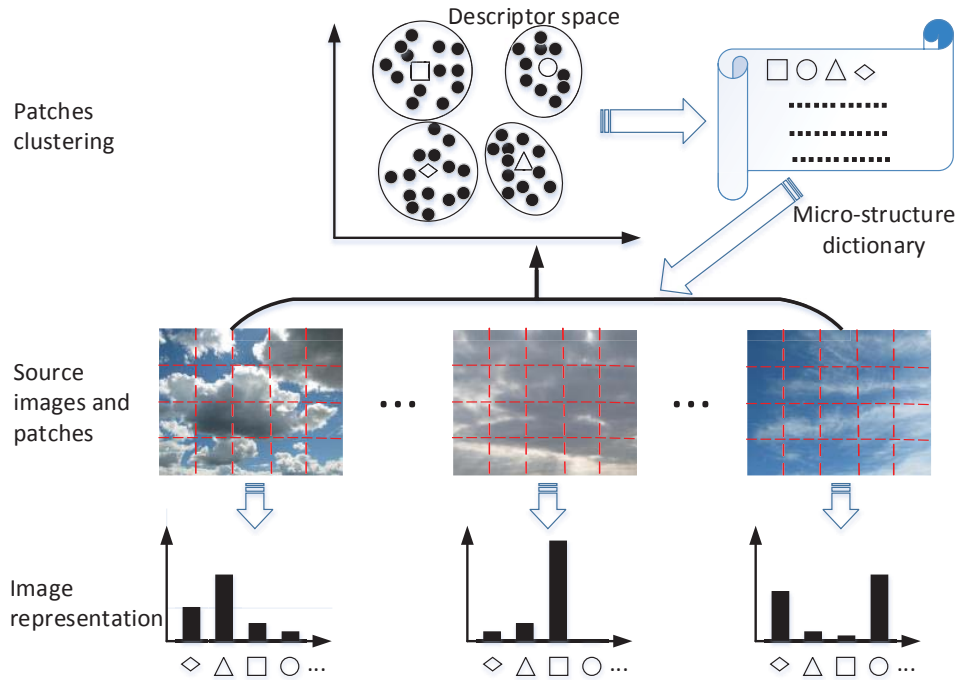 Descriptor space
Patches
clustering
Micro-structure
dictionary
Source
images and
patches
...
...
Image
representation
...
...
...